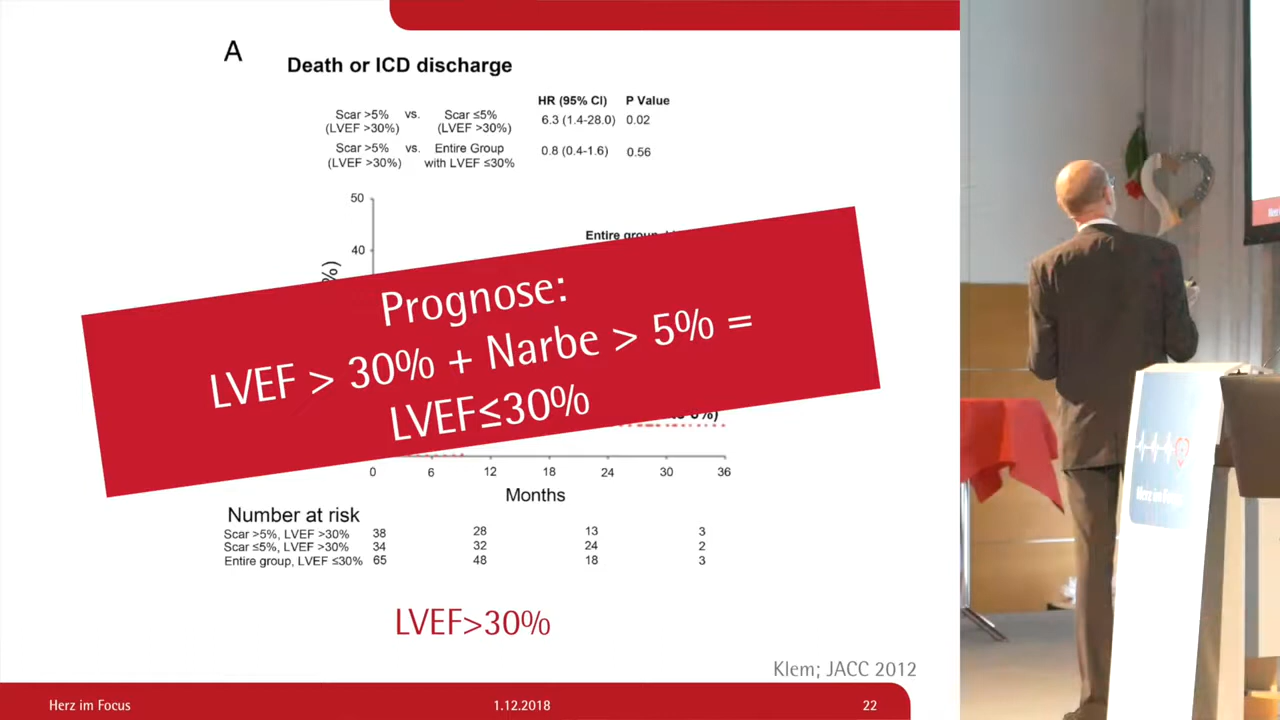 A
Death or ICD discharge
HR (95% CI) P Value
Scar >5% vs. Scar ≤5%
(LVEF >30%) (LVEF >30%)
6.3 (1.4-28.0) 0.02
Scar >5% vs. Entire Group
(LVEF >30%) with LVEF ≤30%
0.8 (0.4-1.6) 0.56
50
40
Entire group,
Prognose:
LVEF > 30% + Narbe > 5% =
LVEF≤30%
0 6 12 18 24 30 36
Months
Number at risk
Scar >5%, LVEF >30% 38 28 13 3
Scar ≤5%, LVEF >30% 34 32 24 2
Entire group, LVEF ≤30% 65 48 18 3
LVEF>30%
Klem; JACC 2012
Herz im Focus 1.12.2018 22
Herz im Focus